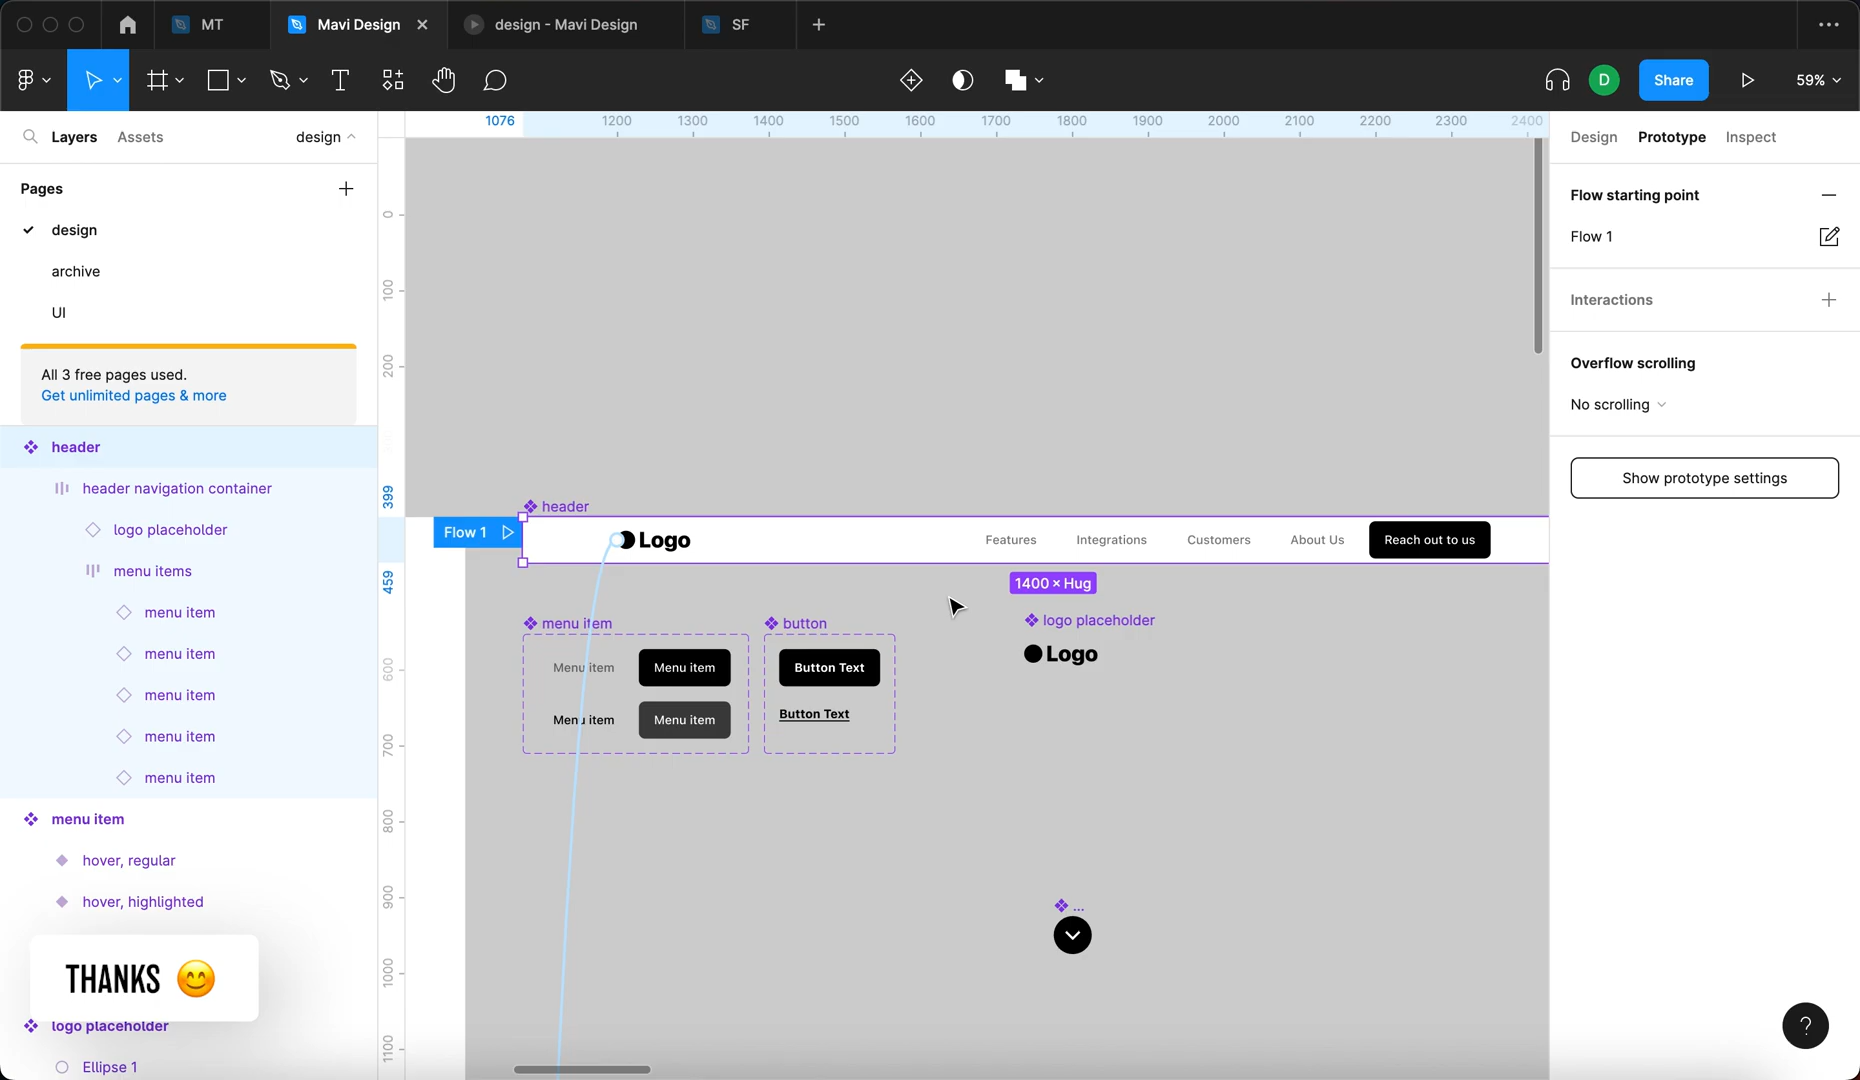 MT
Mavi Design
design - Mavi Design
SF
D
Share
59%
Layers
Assets
design
1076
1200
1300
1400
1500
1600
1700
1800
1900
2000
2100
2200
2300
2400
Design
Prototype
Inspect
Pages
design
archive
UI
All 3 free pages used.
Get unlimited pages & more
header
header navigation container
logo placeholder
menu items
menu item
menu item
menu item
menu item
menu item
menu item
hover, regular
hover, highlighted
THANKS 😊
logo placeholder
Ellipse 1
0
100
200
399
459
600
700
800
900
1000
1100
header
Flow 1
Logo
Features
Integrations
Customers
About Us
Reach out to us
1400 × Hug
menu item
button
logo placeholder
Menu item
Menu item
Button Text
Logo
Menu item
Menu item
Button Text
...
Flow starting point
Flow 1
Interactions
Overflow scrolling
No scrolling
Show prototype settings
?